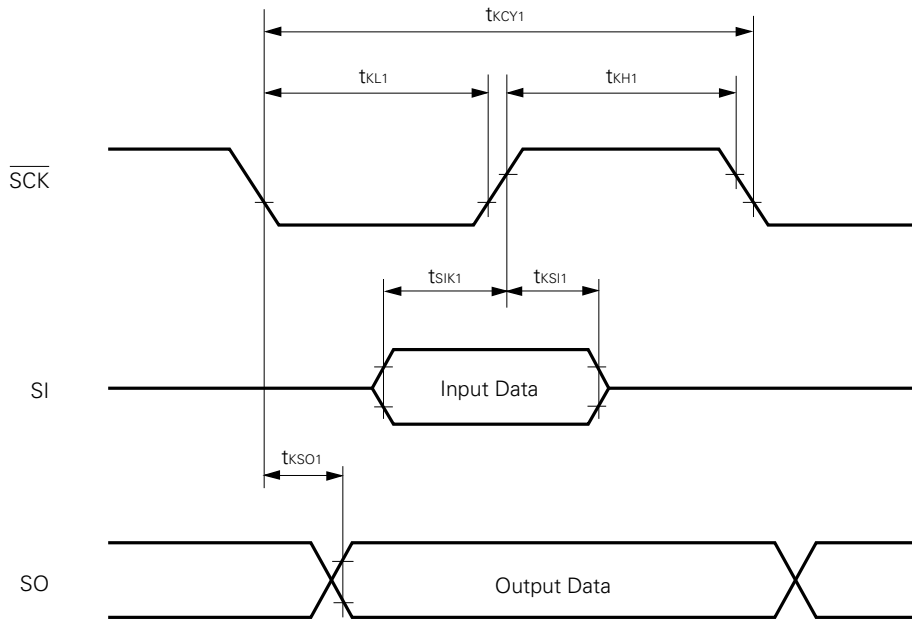 tKCY1
tKL1
tKH1
SCK
tSIK1
tKSI1
SI
Input Data
tKSO1
SO
Output Data